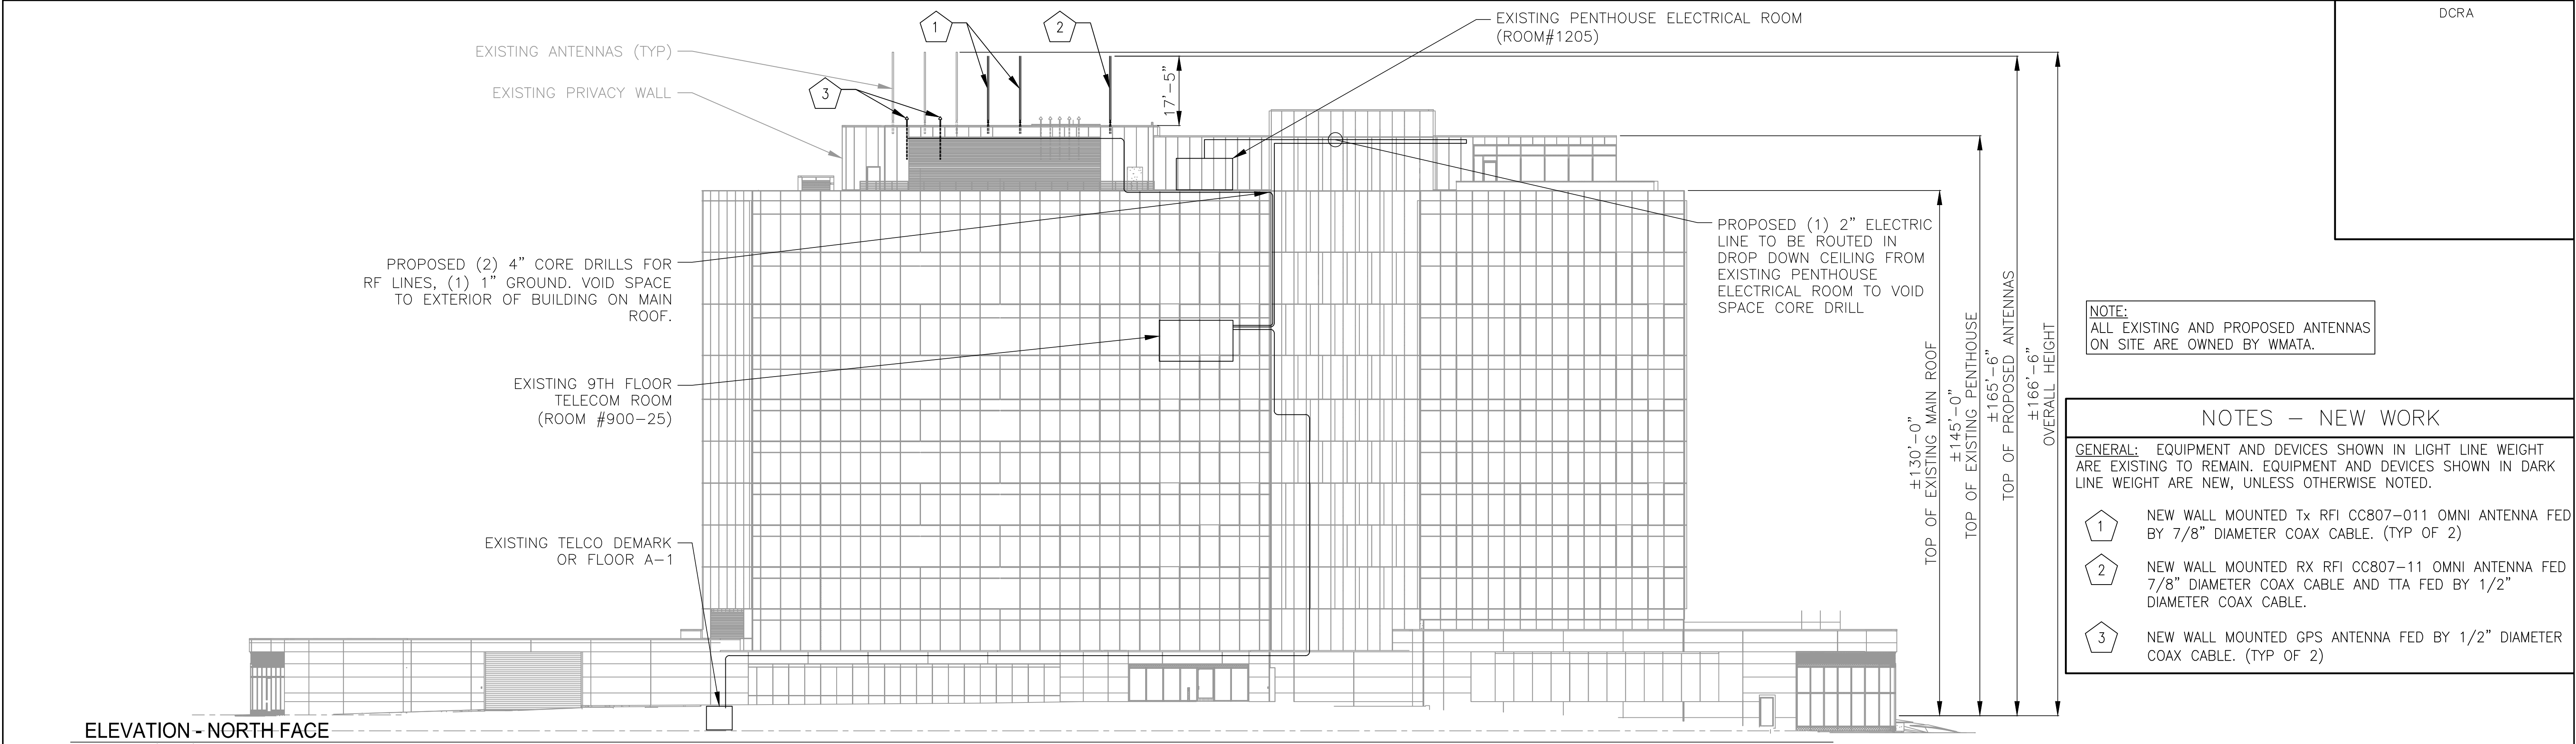 DCRA
1
2
3
EXISTING ANTENNAS (TYP)
EXISTING PRIVACY WALL
EXISTING PENTHOUSE ELECTRICAL ROOM
(ROOM#1205)
17'-5"
PROPOSED (2) 4" CORE DRILLS FOR
RF LINES, (1) 1" GROUND. VOID SPACE
TO EXTERIOR OF BUILDING ON MAIN
ROOF.
PROPOSED (1) 2" ELECTRIC
LINE TO BE ROUTED IN
DROP DOWN CEILING FROM
EXISTING PENTHOUSE
ELECTRICAL ROOM TO VOID
SPACE CORE DRILL
EXISTING 9TH FLOOR
TELECOM ROOM
(ROOM #900-25)
EXISTING TELCO DEMARK
OR FLOOR A-1
±130'-0"
TOP OF EXISTING MAIN ROOF
±145'-0"
TOP OF EXISTING PENTHOUSE
±165'-6"
TOP OF PROPOSED ANTENNAS
±166'-6"
OVERALL HEIGHT
NOTE:
ALL EXISTING AND PROPOSED ANTENNAS
ON SITE ARE OWNED BY WMATA.
NOTES - NEW WORK
GENERAL: EQUIPMENT AND DEVICES SHOWN IN LIGHT LINE WEIGHT
ARE EXISTING TO REMAIN. EQUIPMENT AND DEVICES SHOWN IN DARK
LINE WEIGHT ARE NEW, UNLESS OTHERWISE NOTED.
1 NEW WALL MOUNTED Tx RFI CC807-011 OMNI ANTENNA FED
BY 7/8" DIAMETER COAX CABLE. (TYP OF 2)
2 NEW WALL MOUNTED RX RFI CC807-11 OMNI ANTENNA FED
7/8" DIAMETER COAX CABLE AND TTA FED BY 1/2"
DIAMETER COAX CABLE.
3 NEW WALL MOUNTED GPS ANTENNA FED BY 1/2" DIAMETER
COAX CABLE. (TYP OF 2)
ELEVATION - NORTH FACE